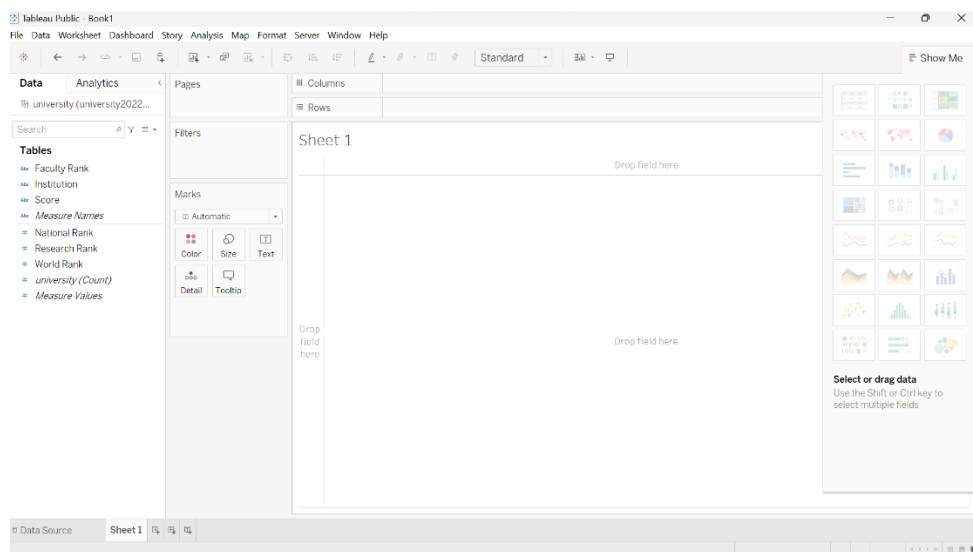 Tableau Public - Book1
File Data Worksheet Dashboard Story Analysis Map Format Server Window Help
Standard
Show Me
Data Analytics
Pages
Columns
university (university2022...
Rows
Search
Filters
Sheet 1
Tables
Drop field here
Abc Faculty Rank
Abc Institution
Abc Score
Marks
Abc Measure Names
Automatic
National Rank
Research Rank
World Rank
Color Size Text
university (Count)
Measure Values
Detail Tooltip
Drop
field
here
Drop field here
Select or drag data
Use the Shift or Ctrl key to
select multiple fields
Data Source Sheet 1